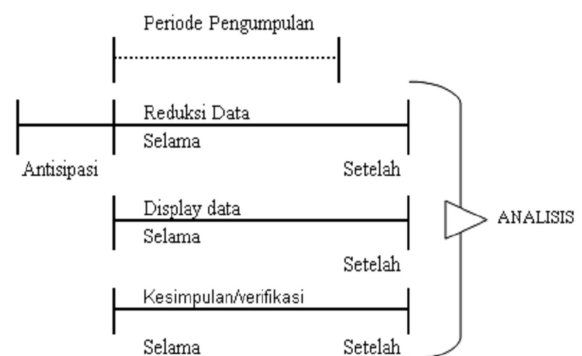 Periode Pengumpulan
Reduksi Data
Selama
Antisipasi
Setelah
Display data
Selama
ANALISIS
Setelah
Kesimpulan/verifikasi
Selama
Setelah